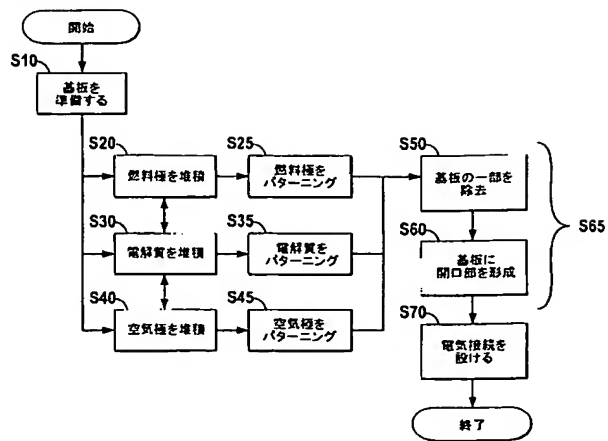 開始
S10
基板を
準備する
S20
燃料極を堆積
S25
燃料極を
パターニング
S30
電解質を堆積
S35
電解質を
パターニング
S40
空気極を堆積
S45
空気極を
パターニング
S50
基板の一部を
除去
S60
基板に
開口部を形成
S65
S70
電気接続を
設ける
終了